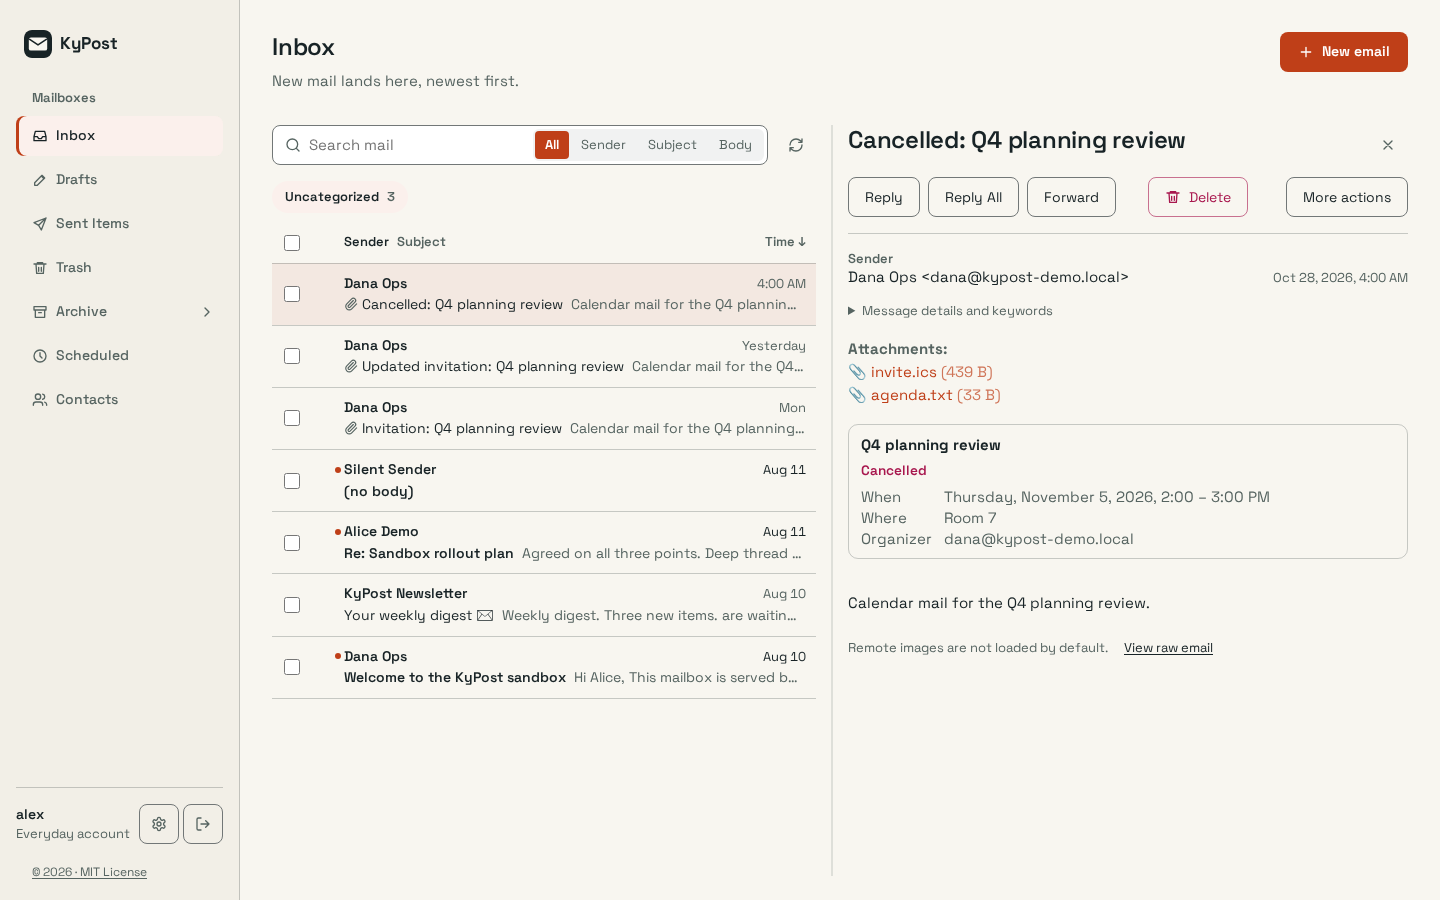 KyPost
Mailboxes
Inbox
Drafts
Sent Items
Trash
Archive
Scheduled
Contacts
alex
Everyday account
© 2026 · MIT License
Inbox
New mail lands here, newest first.
New email
Search mail
All Sender Subject Body
Uncategorized 3
Sender Subject Time ↓
Dana Ops 4:00 AM
Cancelled: Q4 planning review Calendar mail for the Q4 plannin...
Dana Ops Yesterday
Updated invitation: Q4 planning review Calendar mail for the Q4...
Dana Ops Mon
Invitation: Q4 planning review Calendar mail for the Q4 planning...
Silent Sender Aug 11
(no body)
Alice Demo Aug 11
Re: Sandbox rollout plan Agreed on all three points. Deep thread ...
KyPost Newsletter Aug 10
Your weekly digest ✉ Weekly digest. Three new items. are waitin...
Dana Ops Aug 10
Welcome to the KyPost sandbox Hi Alice, This mailbox is served b...
Cancelled: Q4 planning review
Reply Reply All Forward Delete More actions
Sender
Dana Ops <dana@kypost-demo.local> Oct 28, 2026, 4:00 AM
Message details and keywords
Attachments:
📎 invite.ics (439 B)
📎 agenda.txt (33 B)
Q4 planning review
Cancelled
When Thursday, November 5, 2026, 2:00 – 3:00 PM
Where Room 7
Organizer dana@kypost-demo.local
Calendar mail for the Q4 planning review.
Remote images are not loaded by default. View raw email